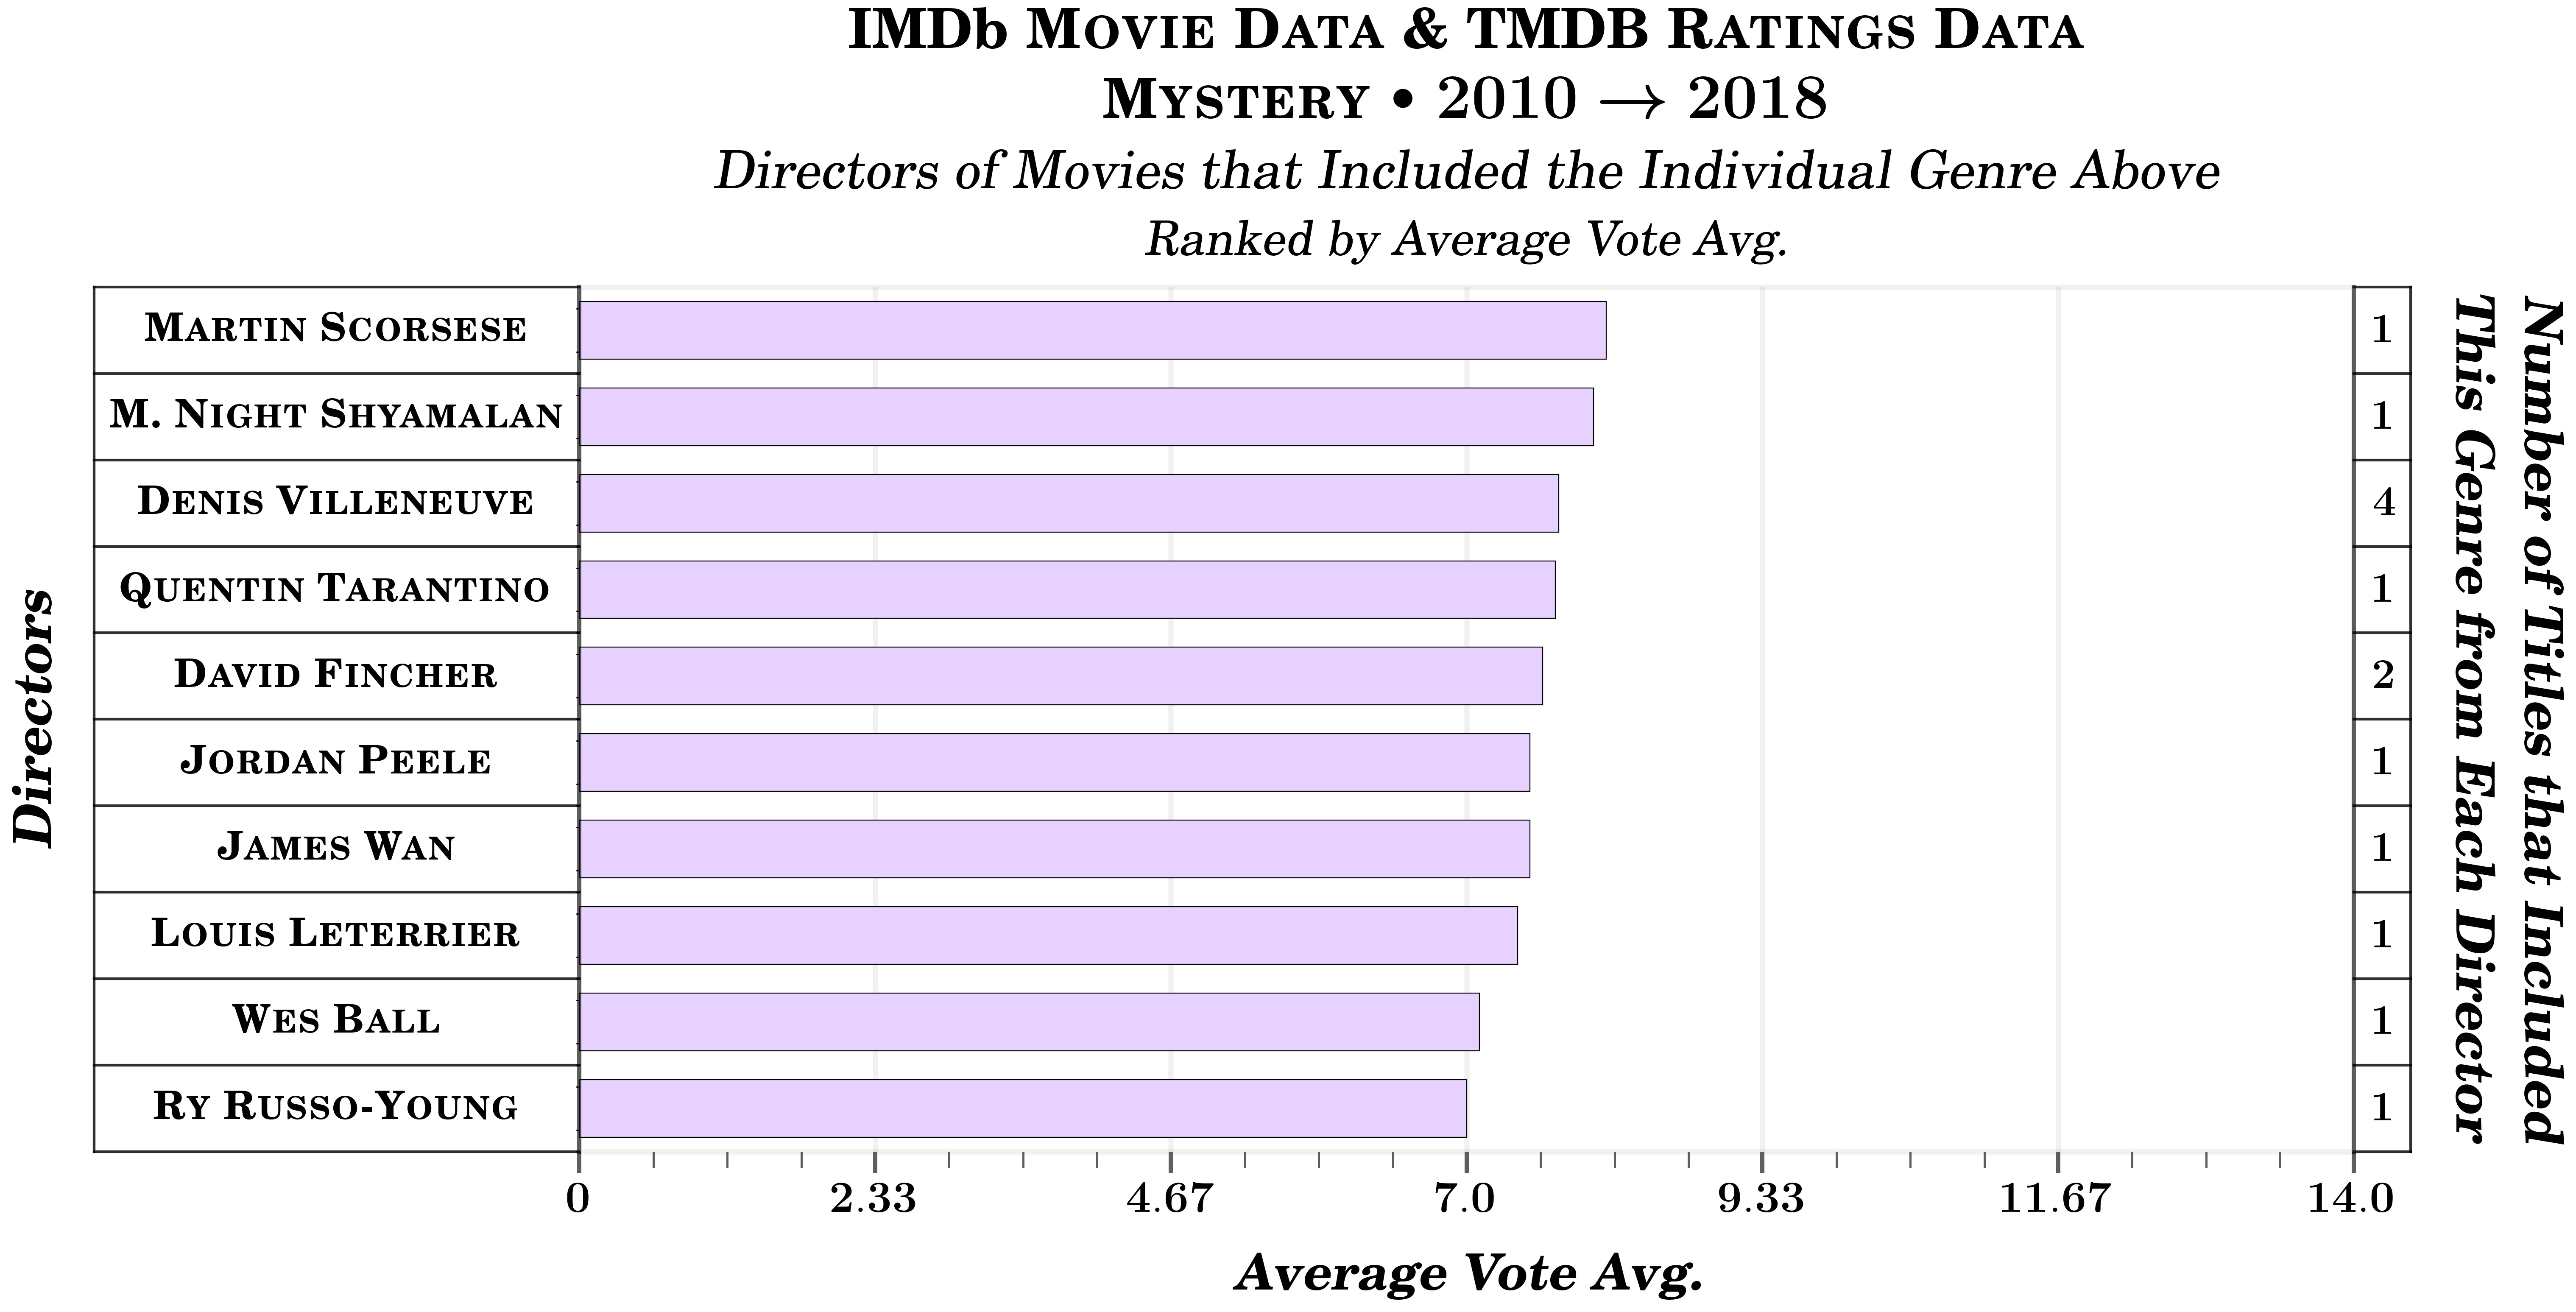 IMDb Movie Data & TMDB Ratings Data
Mystery • 2010 → 2018
Directors of Movies that Included the Individual Genre Above
Ranked by Average Vote Avg.
Directors
Martin Scorsese 1
M. Night Shyamalan 1
Denis Villeneuve 4
Quentin Tarantino 1
David Fincher 2
Jordan Peele 1
James Wan 1
Louis Leterrier 1
Wes Ball 1
Ry Russo-Young 1
0 2.33 4.67 7.0 9.33 11.67 14.0
Average Vote Avg.
Number of Titles that Included
This Genre from Each Director